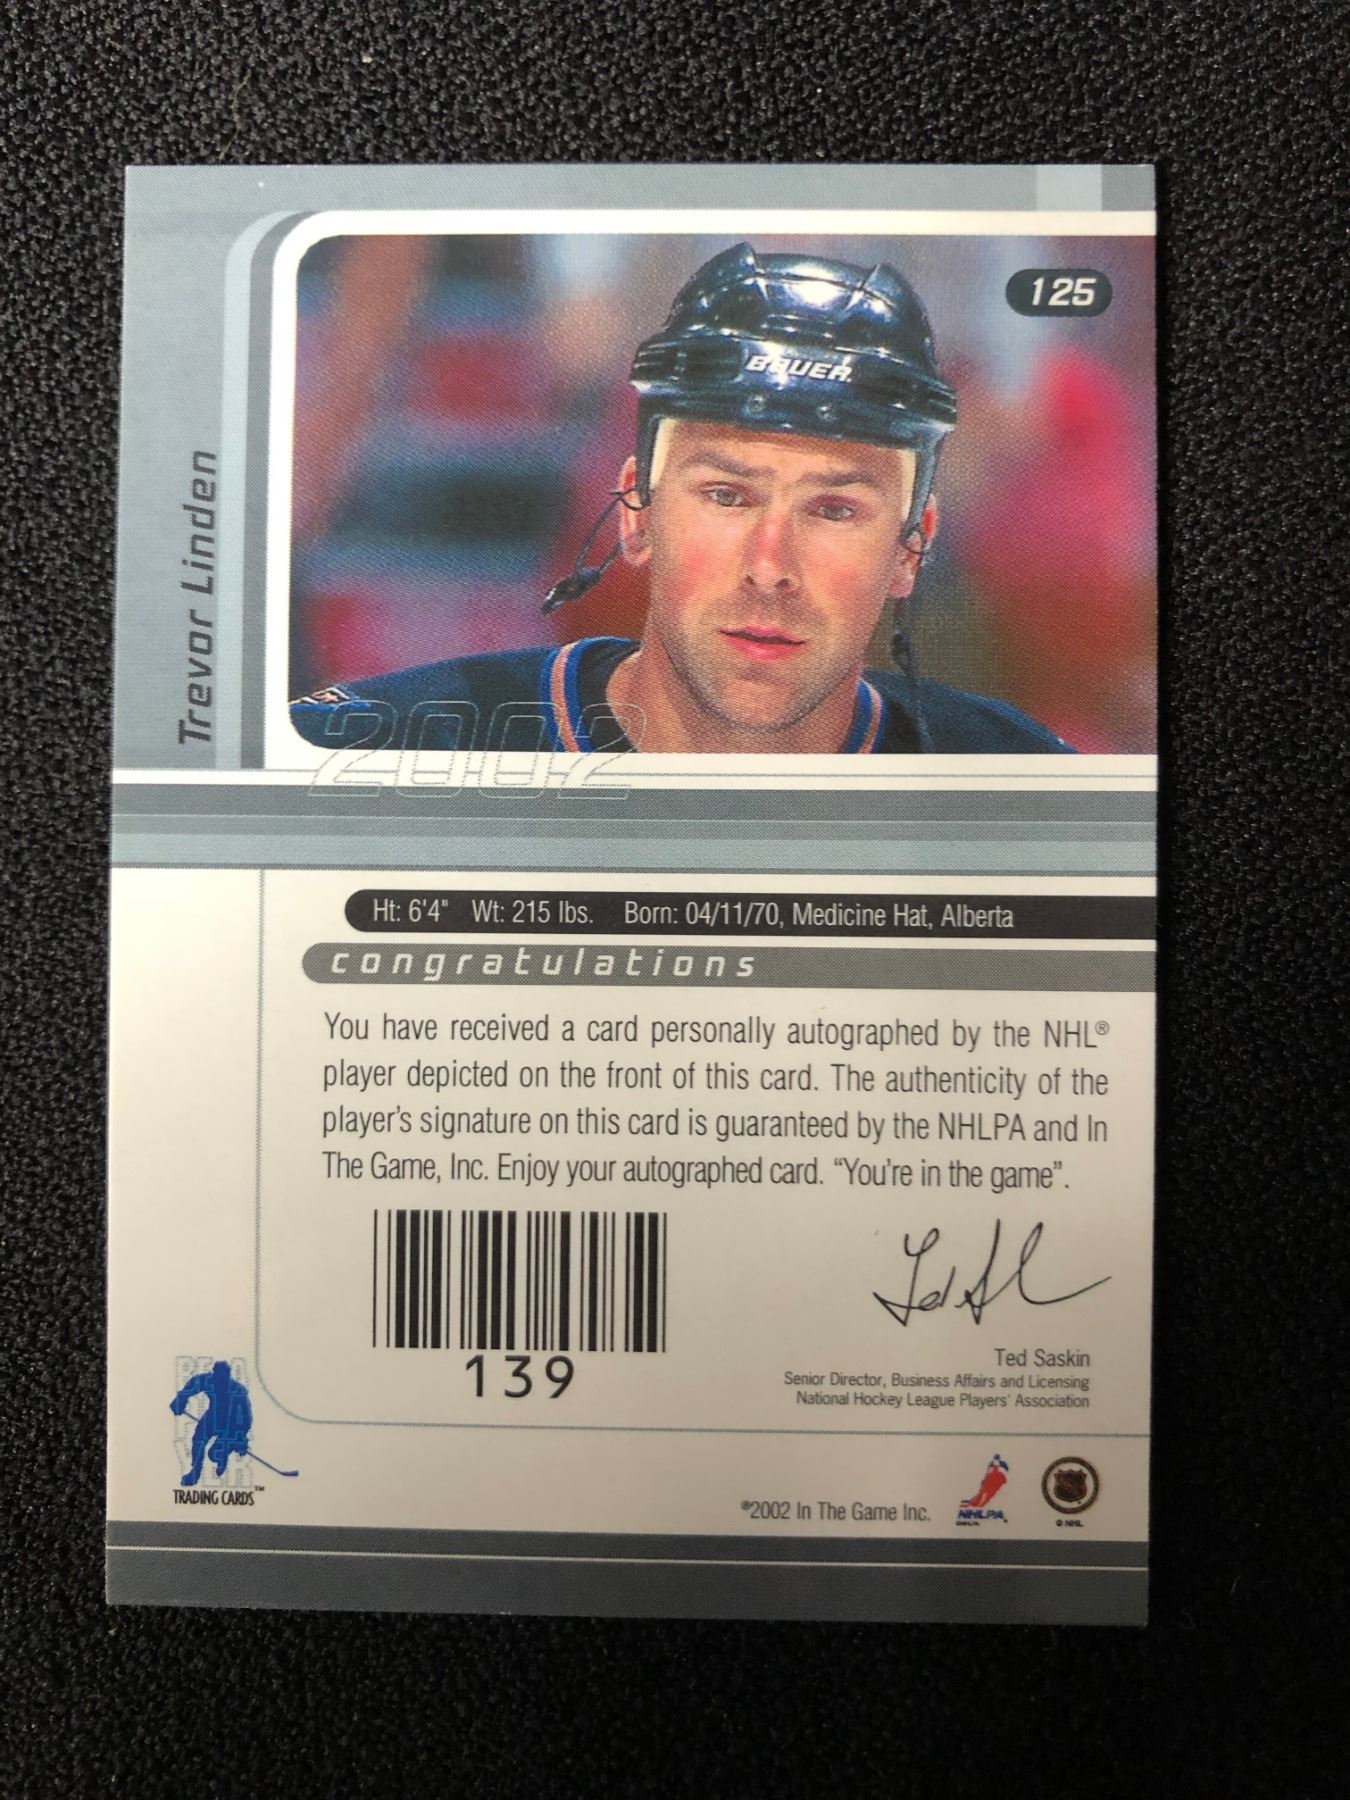 125
BAUER.
Trevor Linden
2002
Ht: 6'4" Wt: 215 lbs. Born: 04/11/70, Medicine Hat, Alberta
congratulations
You have received a card personally autographed by the NHL®
player depicted on the front of this card. The authenticity of the
player's signature on this card is guaranteed by the NHLPA and In
The Game, Inc. Enjoy your autographed card. “You're in the game”.
139
Ted Saskin
Senior Director, Business Affairs and Licensing
National Hockey League Players' Association
BE A
PLAYER
TRADING CARDS™
©2002 In The Game Inc.
NHLPA
© NHL